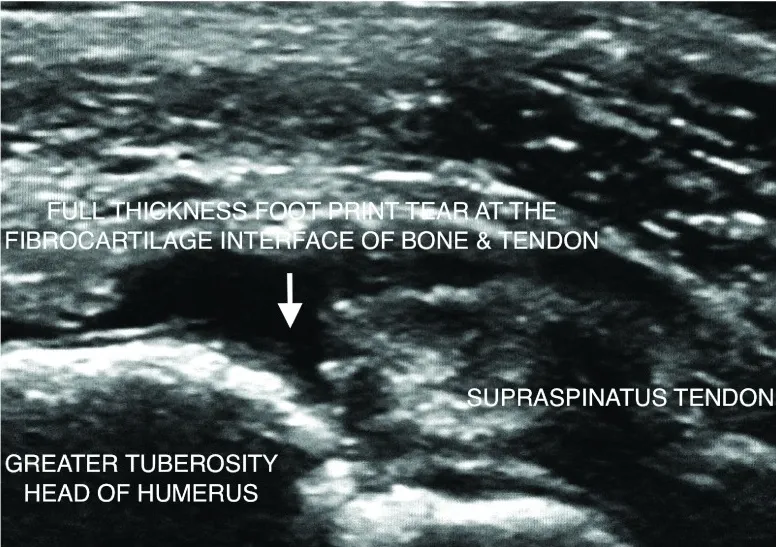 FULL THICKNESS FOOT PRINT TEAR AT THE
FIBROCARTILAGE INTERFACE OF BONE & TENDON
SUPRASPINATUS TENDON
GREATER TUBEROSITY
HEAD OF HUMERUS